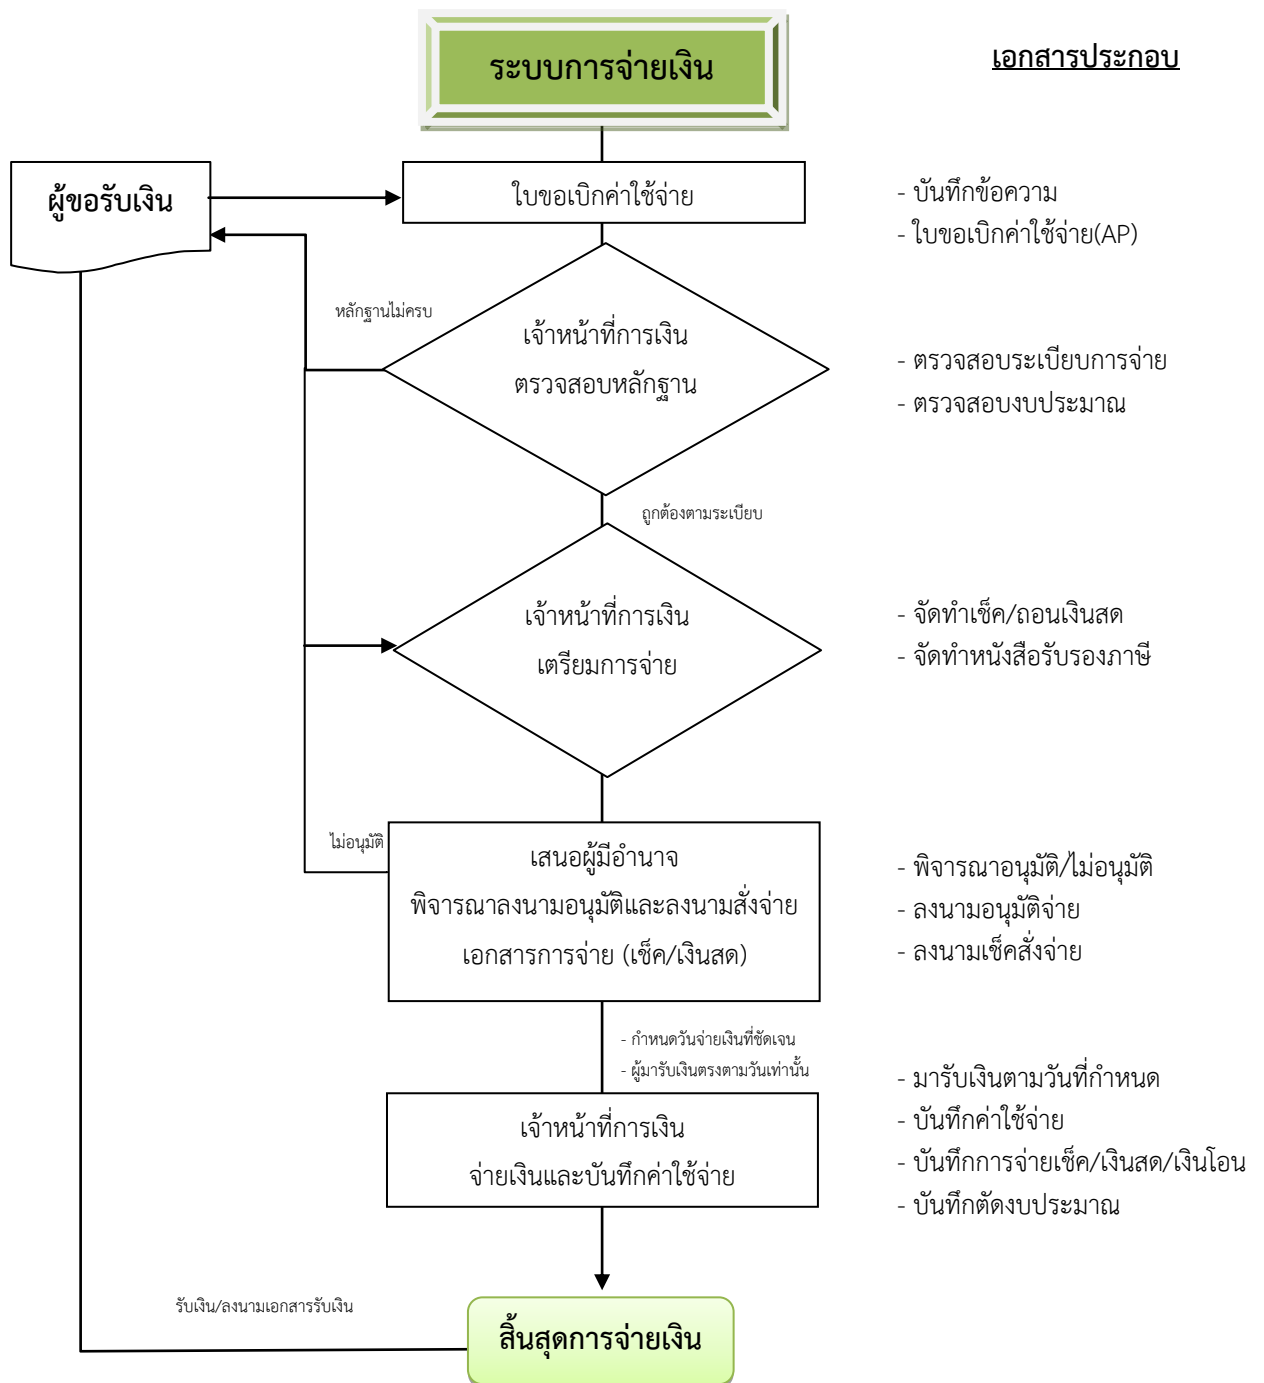 ระบบการจ่ายเงิน
เอกสารประกอบ
ผู้ขอรับเงิน
ใบขอเบิกค่าใช้จ่าย
- บันทึกข้อความ
- ใบขอเบิกค่าใช้จ่าย(AP)
หลักฐานไม่ครบ
เจ้าหน้าที่การเงิน
ตรวจสอบหลักฐาน
- ตรวจสอบระเบียบการจ่าย
- ตรวจสอบงบประมาณ
ถูกต้องตามระเบียบ
เจ้าหน้าที่การเงิน
เตรียมการจ่าย
- จัดทำเช็ค/ถอนเงินสด
- จัดทำหนังสือรับรองภาษี
ไม่อนุมัติ
เสนอผู้มีอำนาจ
พิจารณาลงนามอนุมัติและลงนามสั่งจ่าย
เอกสารการจ่าย (เช็ค/เงินสด)
- พิจารณาอนุมัติ/ไม่อนุมัติ
- ลงนามอนุมัติจ่าย
- ลงนามเช็คสั่งจ่าย
- กำหนดวันจ่ายเงินที่ชัดเจน
- ผู้มารับเงินตรงตามวันเท่านั้น
เจ้าหน้าที่การเงิน
จ่ายเงินและบันทึกค่าใช้จ่าย
- มารับเงินตามวันที่กำหนด
- บันทึกค่าใช้จ่าย
- บันทึกการจ่ายเช็ค/เงินสด/เงินโอน
- บันทึกตัดงบประมาณ
รับเงิน/ลงนามเอกสารรับเงิน
สิ้นสุดการจ่ายเงิน